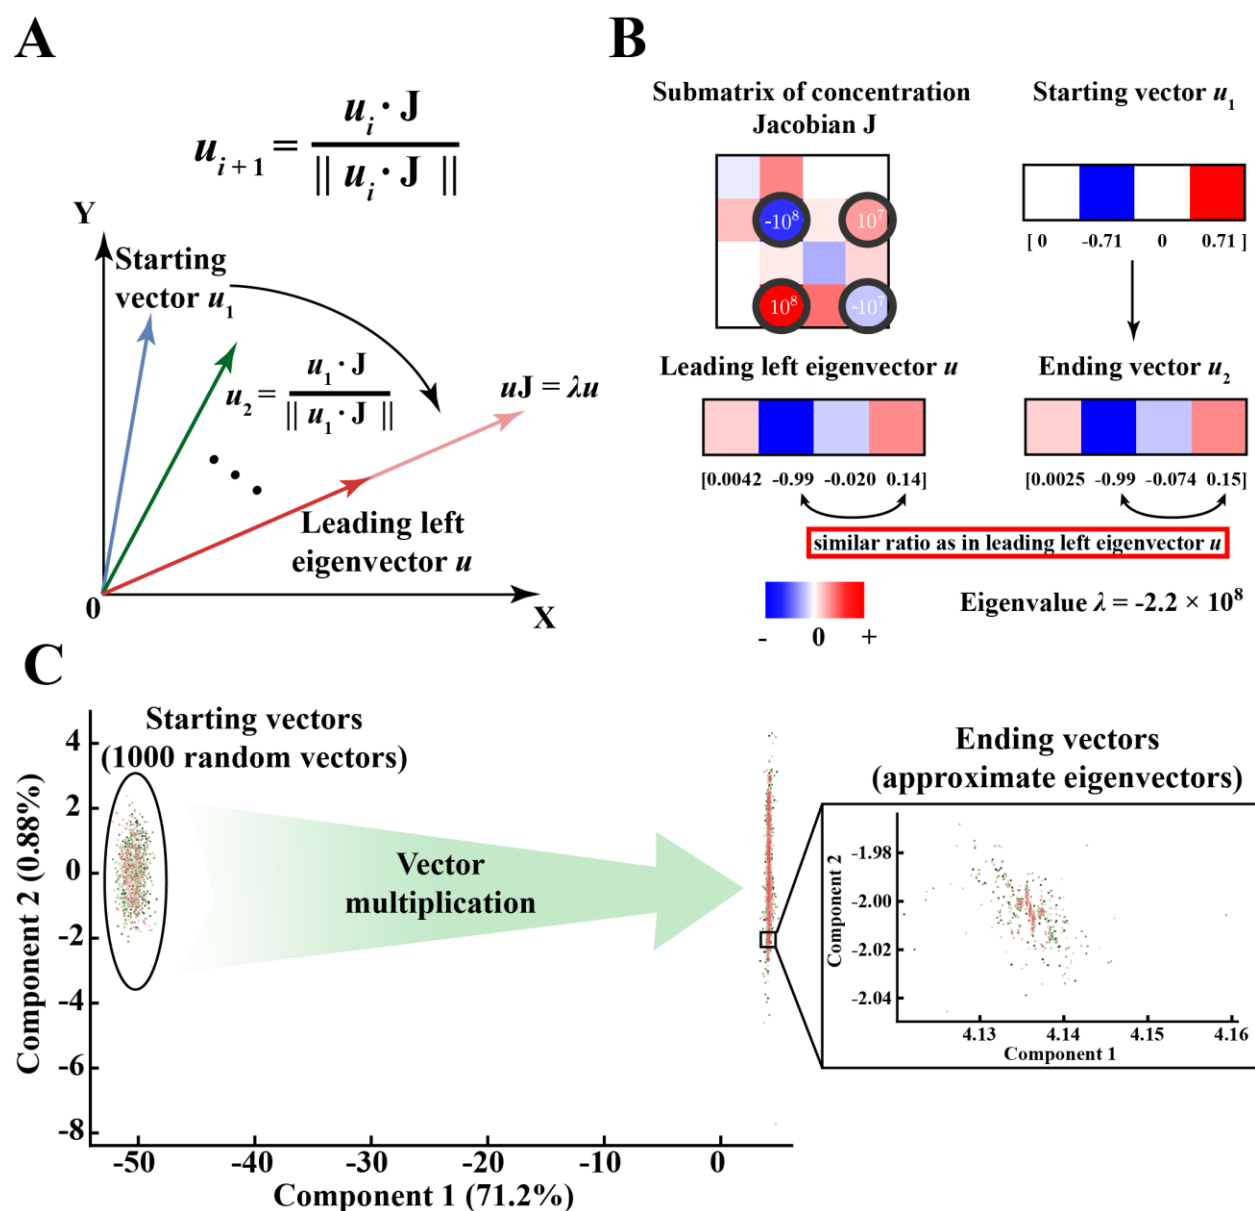 A
u_{i+1} = u_i · J / || u_i · J ||
Y
Starting
vector u_1
u_2 = u_1 · J / || u_1 · J ||
uJ = λu
Leading left
eigenvector u
0
X
B
Submatrix of concentration
Jacobian J
-10^8
10^7
10^8
-10^7
Starting vector u_1
[ 0 -0.71 0 0.71 ]
Leading left eigenvector u
[0.0042 -0.99 -0.020 0.14]
Ending vector u_2
[0.0025 -0.99 -0.074 0.15]
similar ratio as in leading left eigenvector u
- 0 +
Eigenvalue λ = -2.2 × 10^8
C
Starting vectors
(1000 random vectors)
Vector
multiplication
Ending vectors
(approximate eigenvectors)
Component 2 (0.88%)
4
2
0
-2
-4
-6
-8
-50 -40 -30 -20 -10 0
Component 1 (71.2%)
Component 2
-1.98
-2.00
-2.02
-2.04
4.13 4.14 4.15 4.16
Component 1